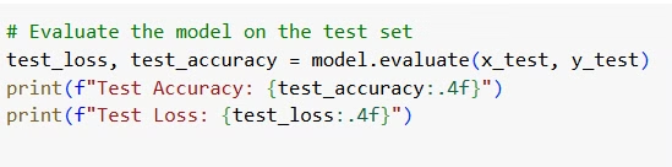 # Evaluate the model on the test set
test_loss, test_accuracy = model.evaluate(x_test, y_test)
print(f"Test Accuracy: {test_accuracy:.4f}")
print(f"Test Loss: {test_loss:.4f}")